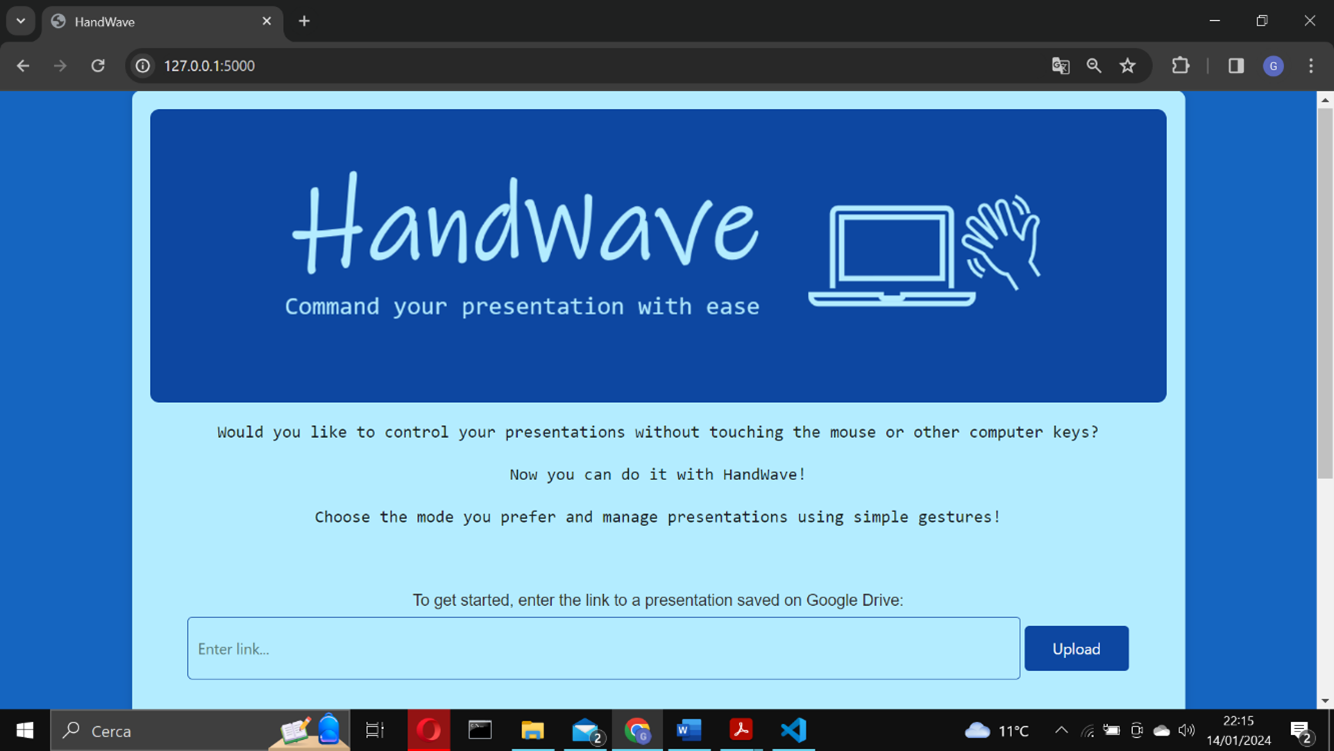 HandWave
127.0.0.1:5000
G
HandWave
Command your presentation with ease
Would you like to control your presentations without touching the mouse or other computer keys?
Now you can do it with HandWave!
Choose the mode you prefer and manage presentations using simple gestures!
To get started, enter the link to a presentation saved on Google Drive:
Enter link...
Upload
Cerca
2
G
W
11°C
22:15
14/01/2024
2